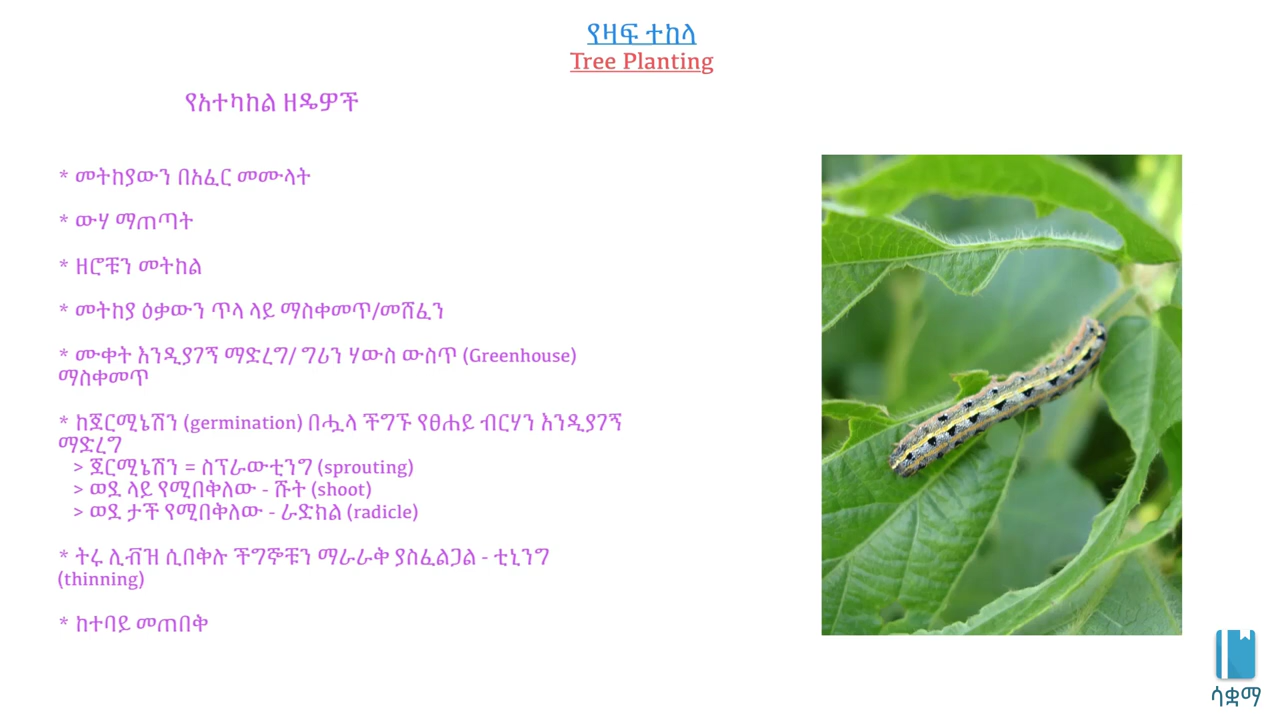 የዛፍ ተከላ
Tree Planting
የአተካከል ዘዴዎች
* መትከያውን በአፈር መሙላት
* ውሃ ማጠጣት
* ዘሮቹን መትከል
* መትከያ ዕቃውን ጥላ ላይ ማስቀመጥ/መሸፈን
* ሙቀት እንዲያገኝ ማድረግ/ ግሪን ሃውስ ውስጥ (Greenhouse)
ማስቀመጥ
* ከጀርሚኔሽን (germination) በሗላ ችግኙ የፀሐይ ብርሃን እንዲያገኝ
ማድረግ
> ጀርሚኔሽን = ስፕራውቲንግ (sprouting)
> ወደ ላይ የሚበቅለው - ሹት (shoot)
> ወደ ታች የሚበቅለው - ራድክል (radicle)
* ትሩ ሊቭዝ ሲበቅሉ ችግኞቹን ማራራቅ ያስፈልጋል - ቲኒንግ
(thinning)
* ከተባይ መጠበቅ
ሳቋማ